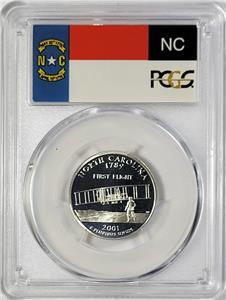 N C
NC
PCGS
NORTH CAROLINA
1789
FIRST FLIGHT
2001
E PLURIBUS UNUM